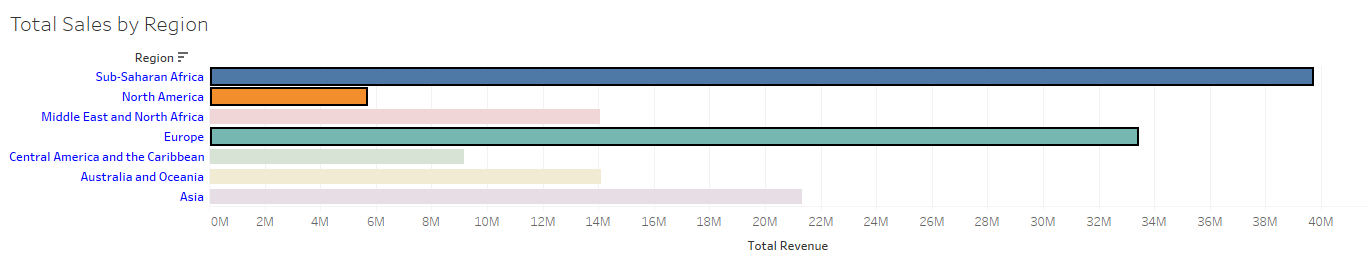 Total Sales by Region
Region
Sub-Saharan Africa
North America
Middle East and North Africa
Europe
Central America and the Caribbean
Australia and Oceania
Asia
0M 2M 4M 6M 8M 10M 12M 14M 16M 18M 20M 22M 24M 26M 28M 30M 32M 34M 36M 38M 40M
Total Revenue